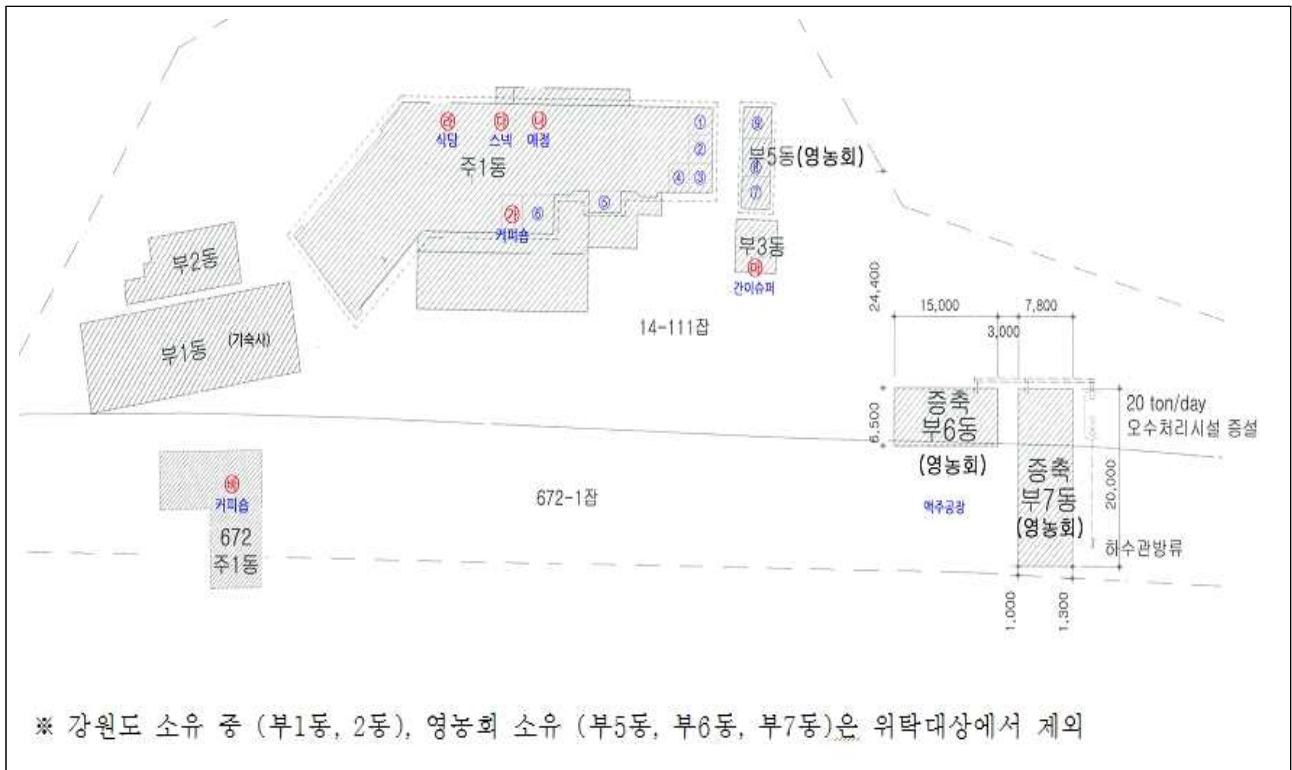 ㉱ ㉰ ㉯ ① ⑨
식당 스넥 매점
주1동 ② 부5동(영농회)
⑧
④ ③ ⑦
⑤
㉮ ⑥
커피숍
부3동
㉲
간이슈퍼
부2동
부1동 (기숙사)
14-111잡
24,400
15,000 7,800
3,000
6,500
증축
부6동
(영농회)
20 ton/day
오수처리시설 증설
맥주공장
증축
부7동
(영농회)
20,000
하수관방류
1,000 1,300
672-1잡
㉳
커피숍
672
주1동
※ 강원도 소유 중 (부1동, 2동), 영농회 소유 (부5동, 부6동, 부7동)은 위탁대상에서 제외